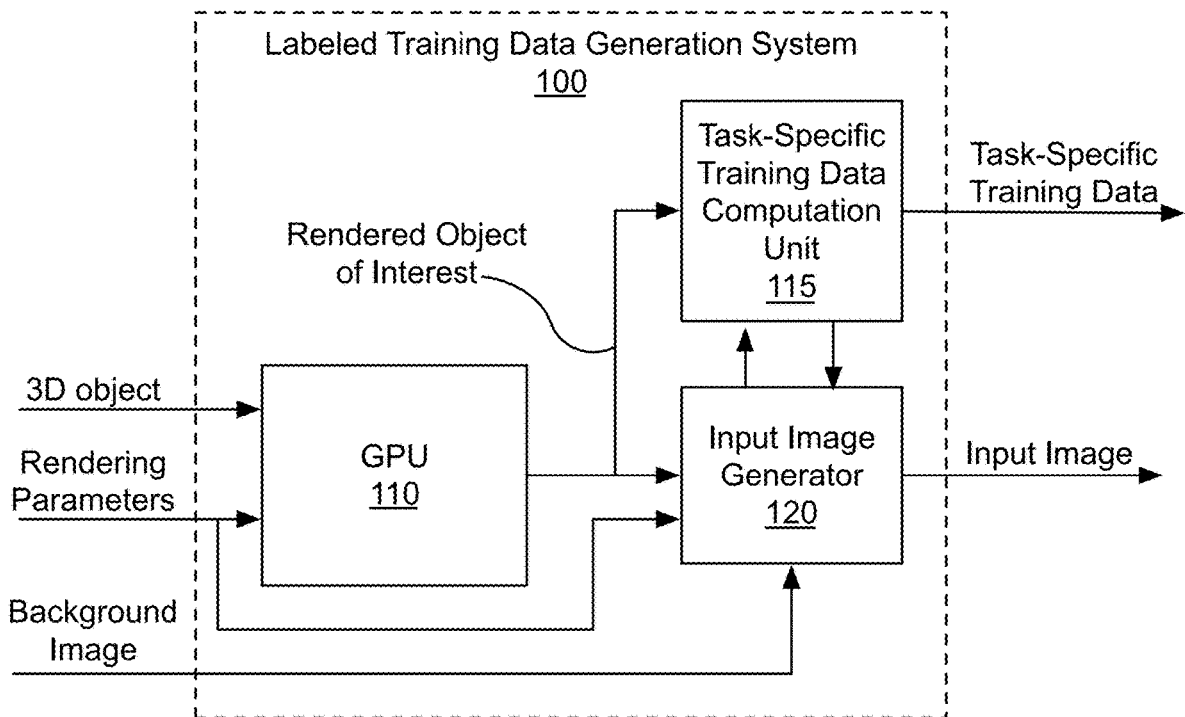 Labeled Training Data Generation System
100
Task-Specific
Training Data
Computation
Unit
115
Task-Specific
Training Data
Rendered Object
of Interest
3D object
Rendering
Parameters
GPU
110
Input Image
Generator
120
Input Image
Background
Image